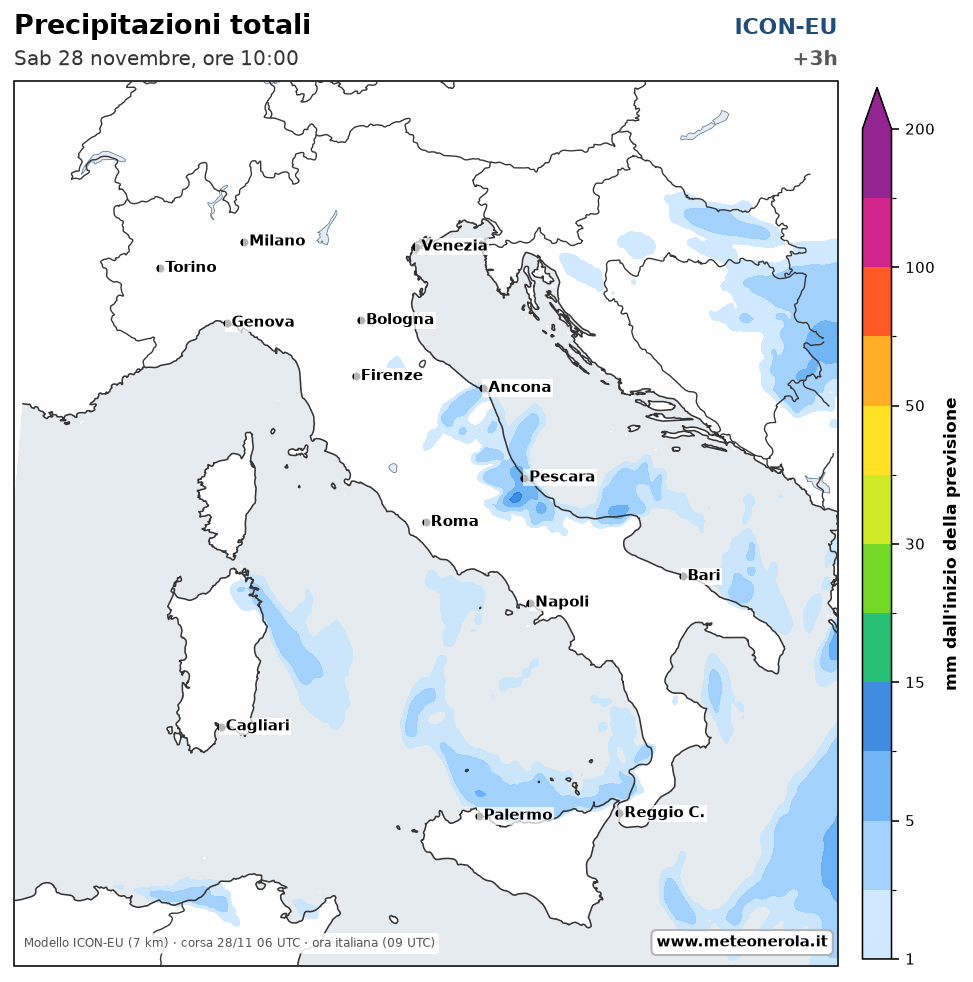 Precipitazioni totali
ICON-EU
Sab 28 novembre, ore 10:00
+3h
200
100
50
30
15
5
1
mm dall'inizio della previsione
Milano
Venezia
Torino
Genova
Bologna
Firenze
Ancona
Pescara
Roma
Bari
Napoli
Cagliari
Palermo
Reggio C.
Modello ICON-EU (7 km) · corsa 28/11 06 UTC · ora italiana (09 UTC)
www.meteonerola.it